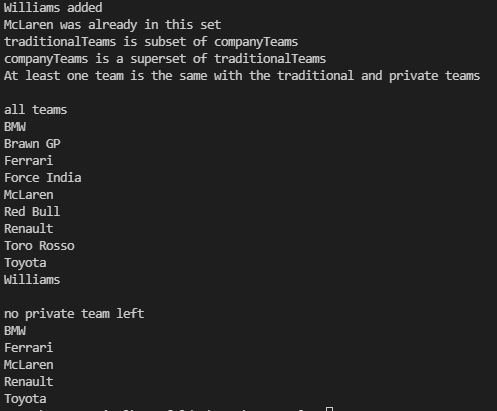 Williams added
McLaren was already in this set
traditionalTeams is subset of companyTeams
companyTeams is a superset of traditionalTeams
At least one team is the same with the traditional and private teams
all teams
BMW
Brawn GP
Ferrari
Force India
McLaren
Red Bull
Renault
Toro Rosso
Toyota
Williams
no private team left
BMW
Ferrari
McLaren
Renault
Toyota